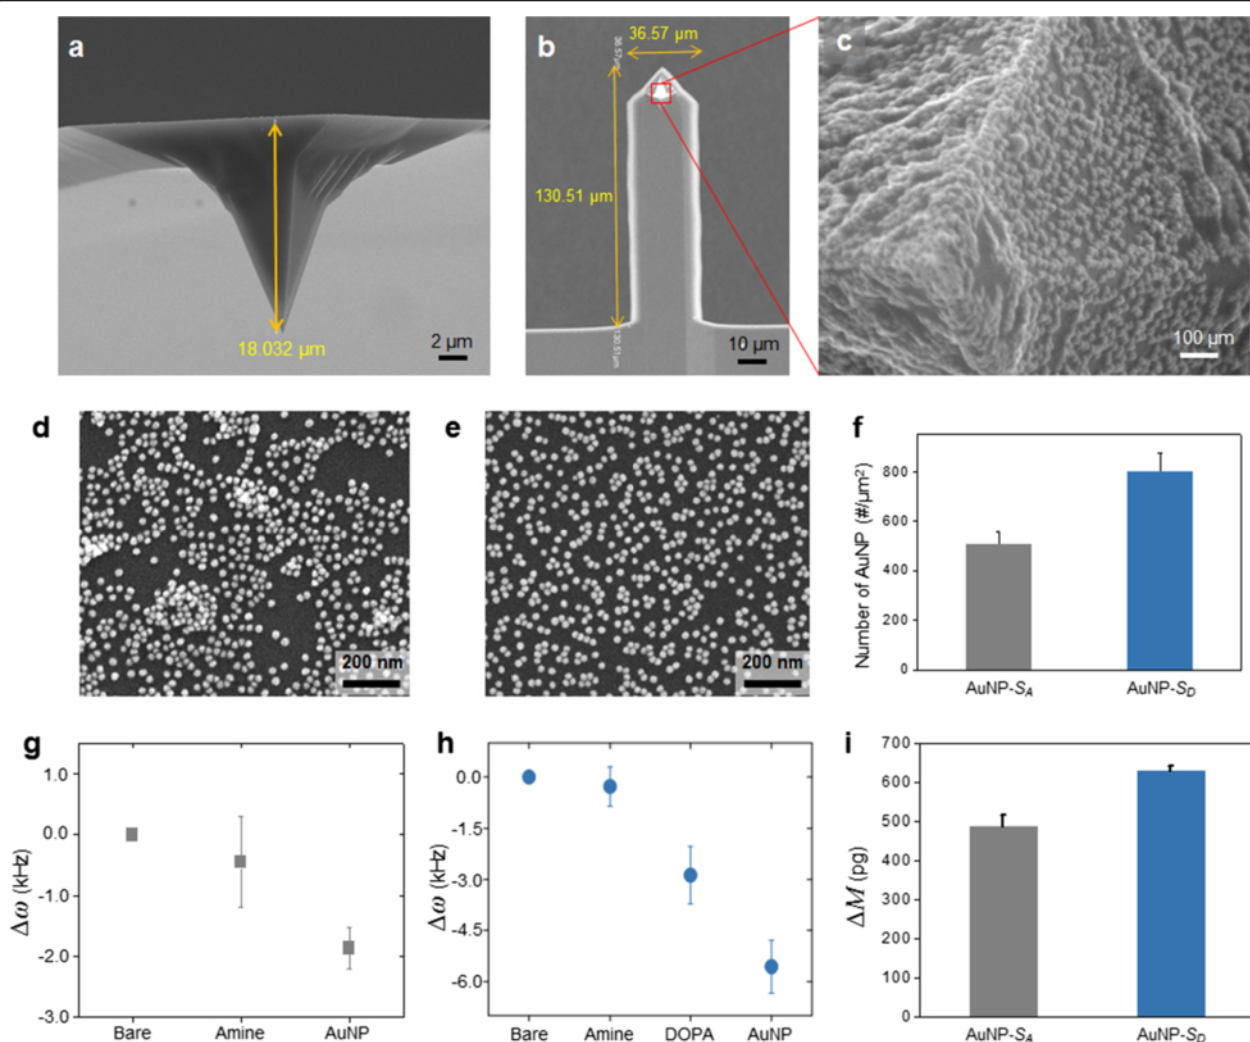 a
18.032 µm
2 µm
b
36.57 µm
36.57µm
130.51 µm
130.51µm
10 µm
c
100 µm
d
200 nm
e
200 nm
f
Number of AuNP (#/µm²)
800
600
400
200
0
AuNP-S_A
AuNP-S_D
g
Δω (kHz)
1.0
0.0
-1.0
-2.0
-3.0
Bare
Amine
AuNP
h
Δω (kHz)
0.0
-1.5
-3.0
-4.5
-6.0
Bare
Amine
DOPA
AuNP
i
ΔM (pg)
700
600
500
400
300
200
100
0
AuNP-S_A
AuNP-S_D